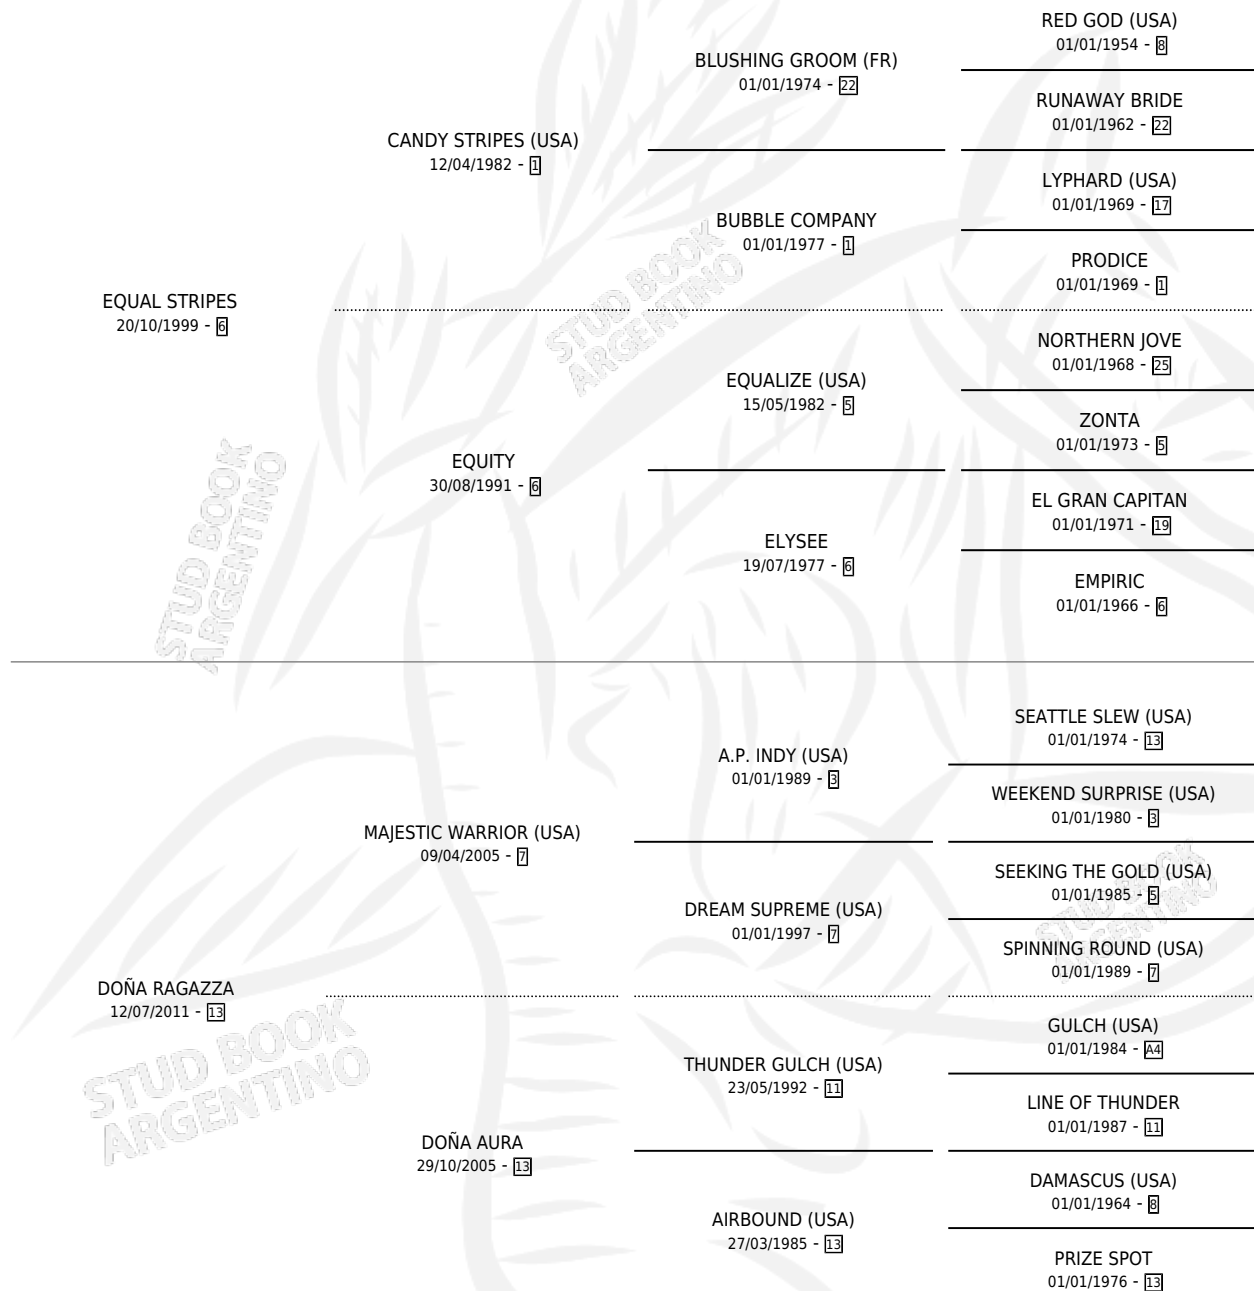 EQUAL STRIPES
20/10/1999 - 6
CANDY STRIPES (USA)
12/04/1982 - 1
BLUSHING GROOM (FR)
01/01/1974 - 22
RED GOD (USA)
01/01/1954 - 8
RUNAWAY BRIDE
01/01/1962 - 22
BUBBLE COMPANY
01/01/1977 - 1
LYPHARD (USA)
01/01/1969 - 17
PRODICE
01/01/1969 - 1
EQUITY
30/08/1991 - 6
EQUALIZE (USA)
15/05/1982 - 5
NORTHERN JOVE
01/01/1968 - 25
ZONTA
01/01/1973 - 5
ELYSEE
19/07/1977 - 6
EL GRAN CAPITAN
01/01/1971 - 19
EMPIRIC
01/01/1966 - 6
DOÑA RAGAZZA
12/07/2011 - 13
MAJESTIC WARRIOR (USA)
09/04/2005 - 7
A.P. INDY (USA)
01/01/1989 - 3
SEATTLE SLEW (USA)
01/01/1974 - 13
WEEKEND SURPRISE (USA)
01/01/1980 - 3
DREAM SUPREME (USA)
01/01/1997 - 7
SEEKING THE GOLD (USA)
01/01/1985 - 5
SPINNING ROUND (USA)
01/01/1989 - 7
DOÑA AURA
29/10/2005 - 13
THUNDER GULCH (USA)
23/05/1992 - 11
GULCH (USA)
01/01/1984 - A4
LINE OF THUNDER
01/01/1987 - 11
AIRBOUND (USA)
27/03/1985 - 13
DAMASCUS (USA)
01/01/1964 - 8
PRIZE SPOT
01/01/1976 - 13
STUD BOOK
ARGENTINO
STUD BOOK
ARGENTINO
STUD BOOK
ARGENTINO
STUD BOOK
ARGENTINO